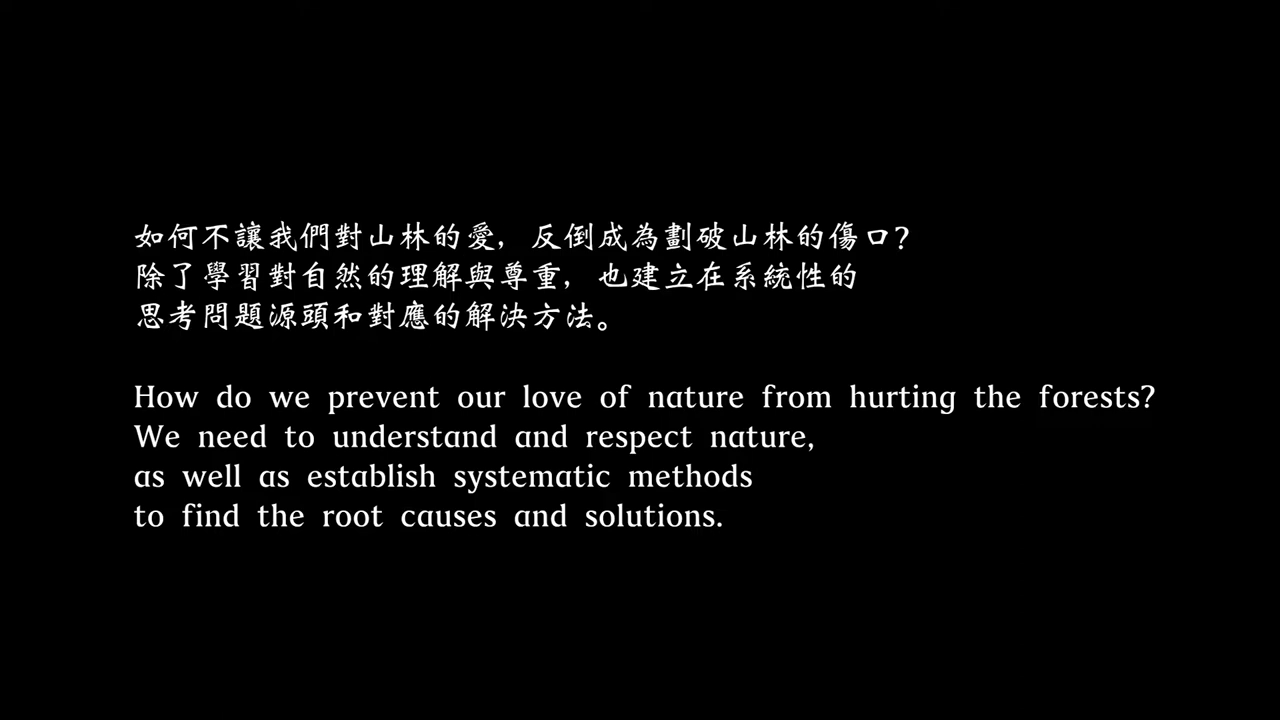 如何不讓我們對山林的愛，反倒成為劃破山林的傷口？
除了學習對自然的理解與尊重，也建立在系統性的
思考問題源頭和對應的解決方法。
How do we prevent our love of nature from hurting the forests?
We need to understand and respect nature,
as well as establish systematic methods
to find the root causes and solutions.